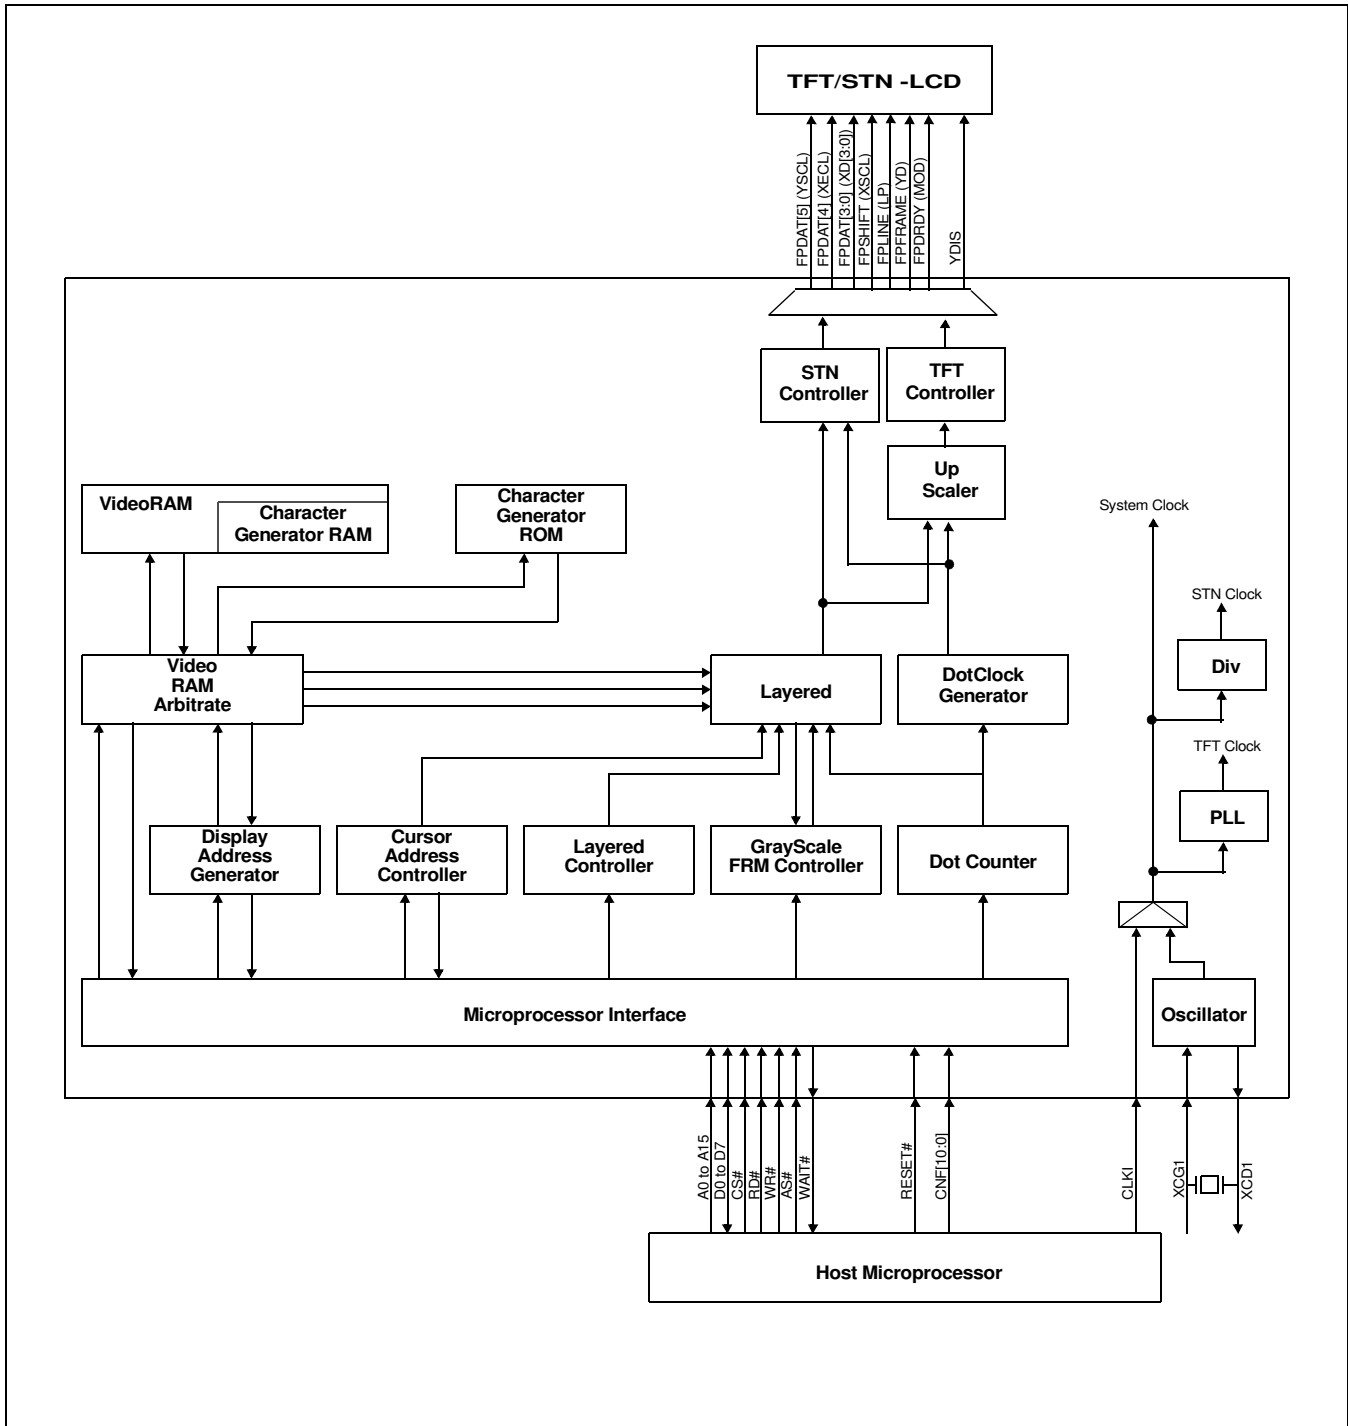 TFT/STN -LCD
FPDAT[5] (YSCL)
FPDAT[4] (XECL)
FPDAT[3:0] (XD[3:0])
FPSHIFT (XSCL)
FPLINE (LP)
FPFRAME (YD)
FPDRDY (MOD)
YDIS
STN
Controller
TFT
Controller
Up
Scaler
VideoRAM
Character
Generator RAM
Character
Generator
ROM
System Clock
STN Clock
Div
Video
RAM
Arbitrate
Layered
DotClock
Generator
TFT Clock
PLL
Display
Address
Generator
Cursor
Address
Controller
Layered
Controller
GrayScale
FRM Controller
Dot Counter
Microprocessor Interface
Oscillator
A0 to A15
D0 to D7
CS#
RD#
WR#
AS#
WAIT#
RESET#
CNF[10:0]
CLKI
XCG1
XCD1
Host Microprocessor